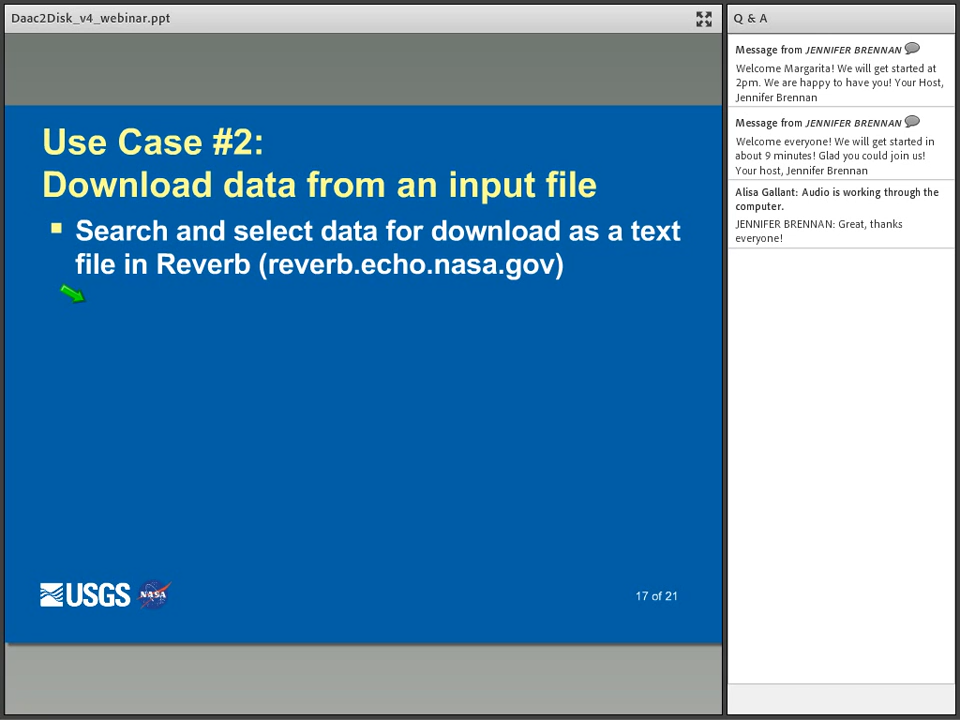 Daac2Disk_v4_webinar.ppt
Use Case #2:
Download data from an input file
Search and select data for download as a text
file in Reverb (reverb.echo.nasa.gov)
USGS
NASA
17 of 21
Q & A
Message from JENNIFER BRENNAN
Welcome Margarita! We will get started at
2pm. We are happy to have you! Your Host,
Jennifer Brennan
Message from JENNIFER BRENNAN
Welcome everyone! We will get started in
about 9 minutes! Glad you could join us!
Your host, Jennifer Brennan
Alisa Gallant: Audio is working through the
computer.
JENNIFER BRENNAN: Great, thanks
everyone!